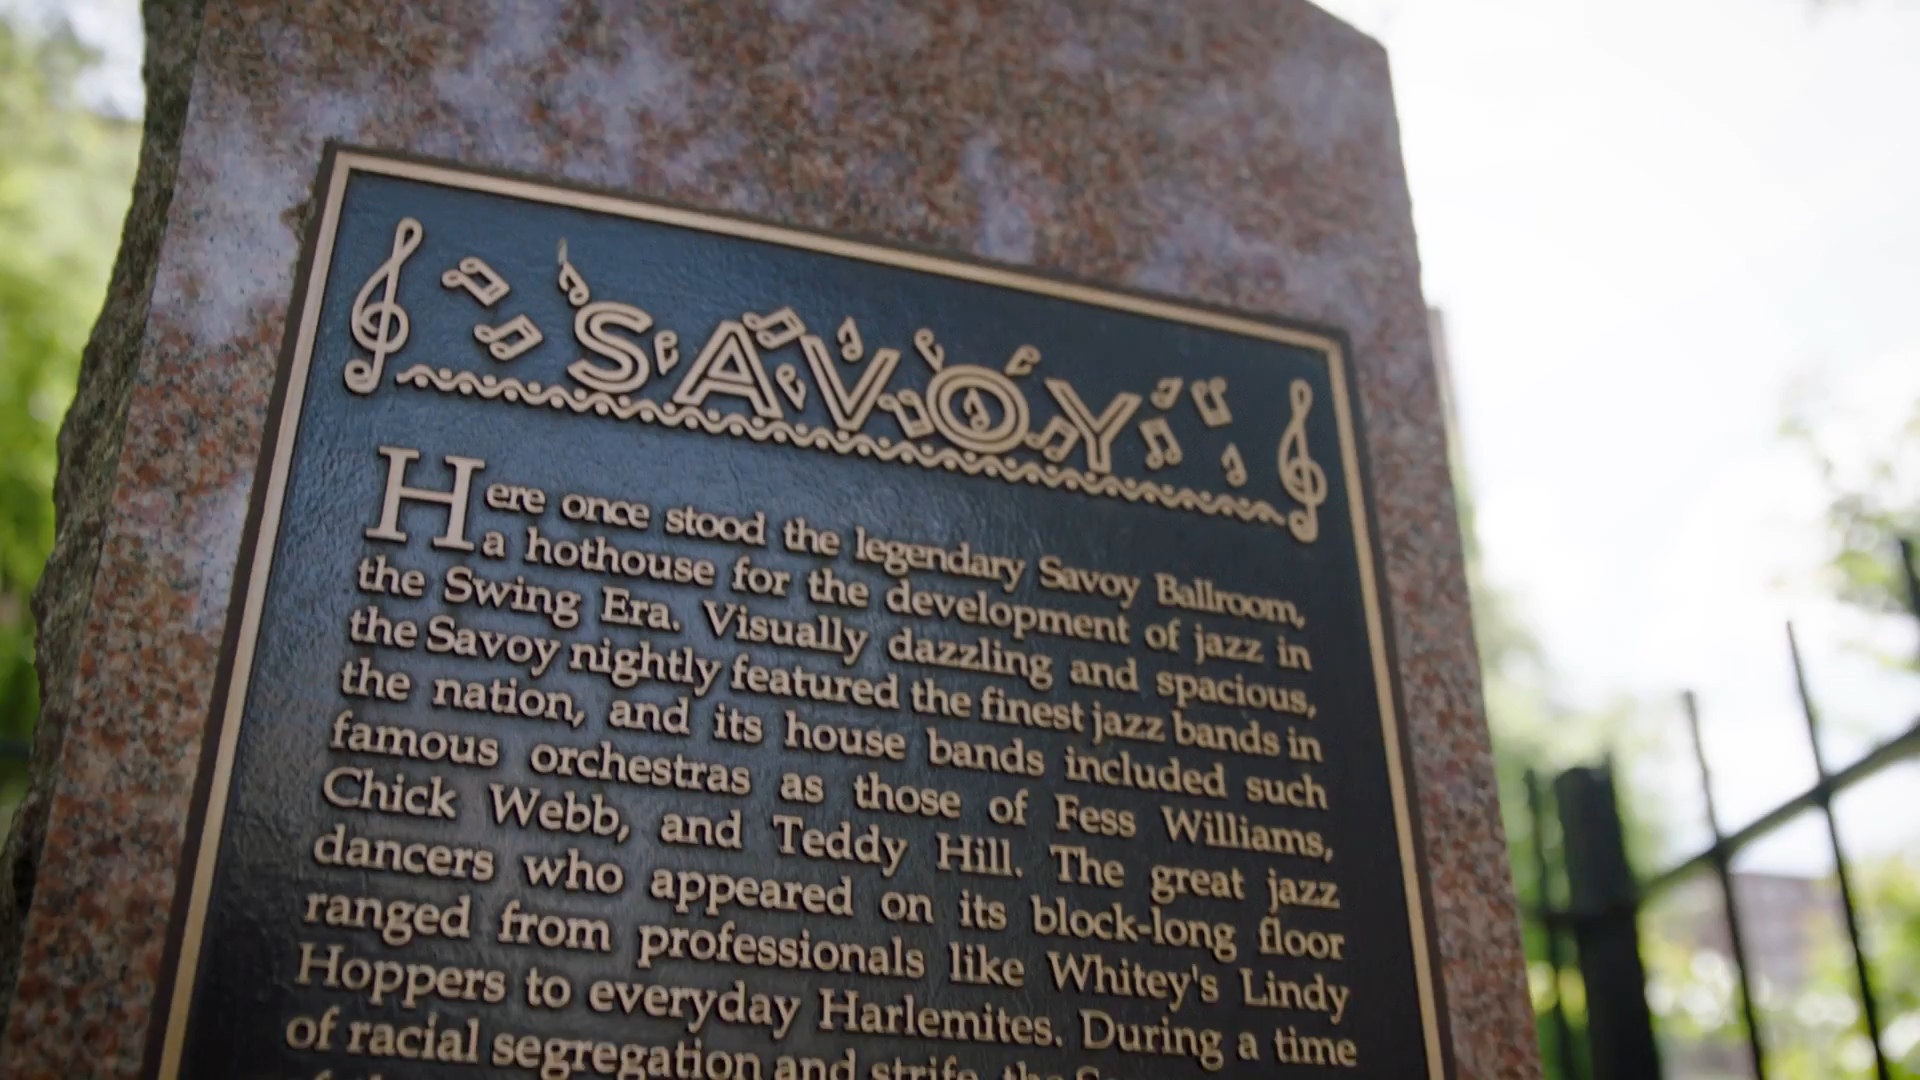 SAVOY
Here once stood the legendary Savoy Ballroom,
a hothouse for the development of jazz in
the Swing Era. Visually dazzling and spacious,
the Savoy nightly featured the finest jazz bands in
the nation, and its house bands included such
famous orchestras as those of Fess Williams,
Chick Webb, and Teddy Hill. The great jazz
dancers who appeared on its block-long floor
ranged from professionals like Whitey's Lindy
Hoppers to everyday Harlemites. During a time
of racial segregation and strife, the